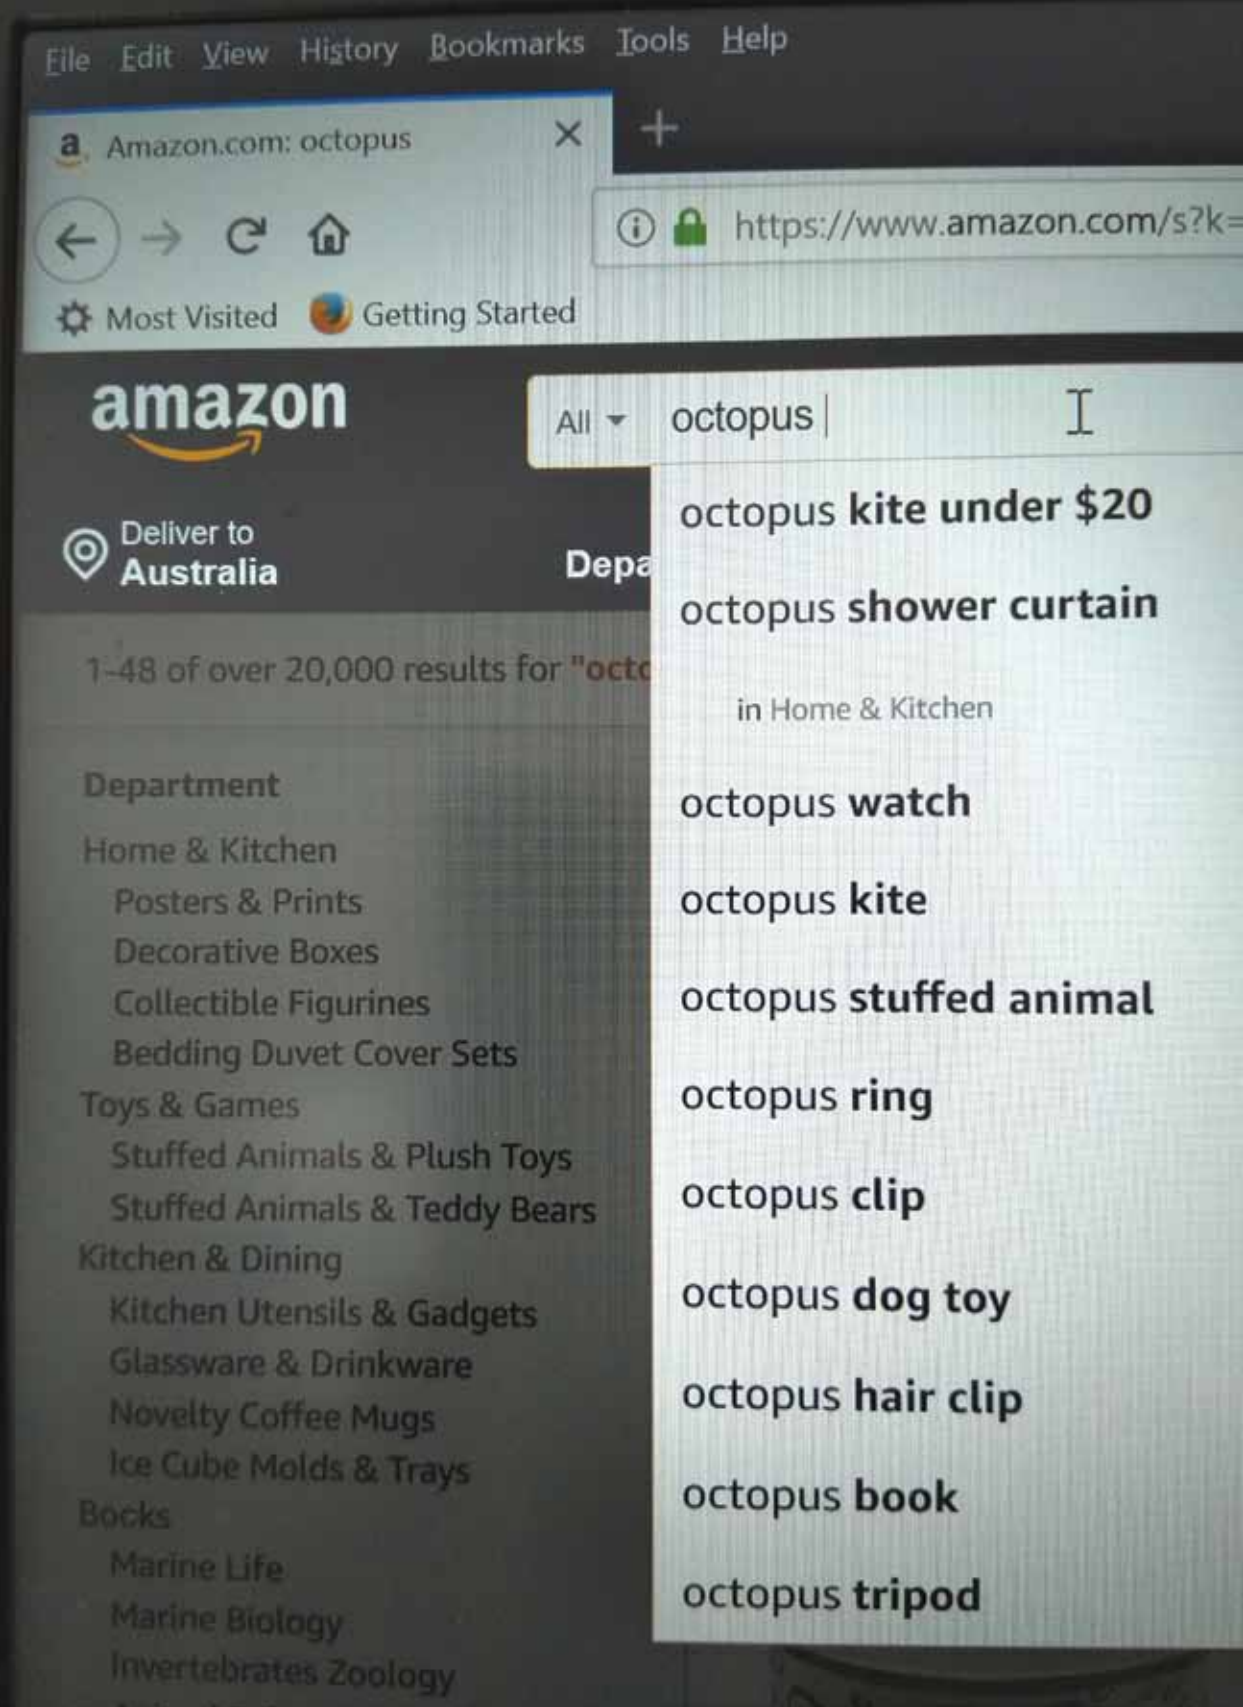 File Edit View History Bookmarks Tools Help
a Amazon.com: octopus
https://www.amazon.com/s?k=
Most Visited Getting Started
amazon
All octopus
Deliver to
Australia
Depa
1-48 of over 20,000 results for "octo
Department
Home & Kitchen
Posters & Prints
Decorative Boxes
Collectible Figurines
Bedding Duvet Cover Sets
Toys & Games
Stuffed Animals & Plush Toys
Stuffed Animals & Teddy Bears
Kitchen & Dining
Kitchen Utensils & Gadgets
Glassware & Drinkware
Novelty Coffee Mugs
Ice Cube Molds & Trays
Books
Marine Life
Marine Biology
Invertebrates Zoology
octopus kite under $20
octopus shower curtain
in Home & Kitchen
octopus watch
octopus kite
octopus stuffed animal
octopus ring
octopus clip
octopus dog toy
octopus hair clip
octopus book
octopus tripod